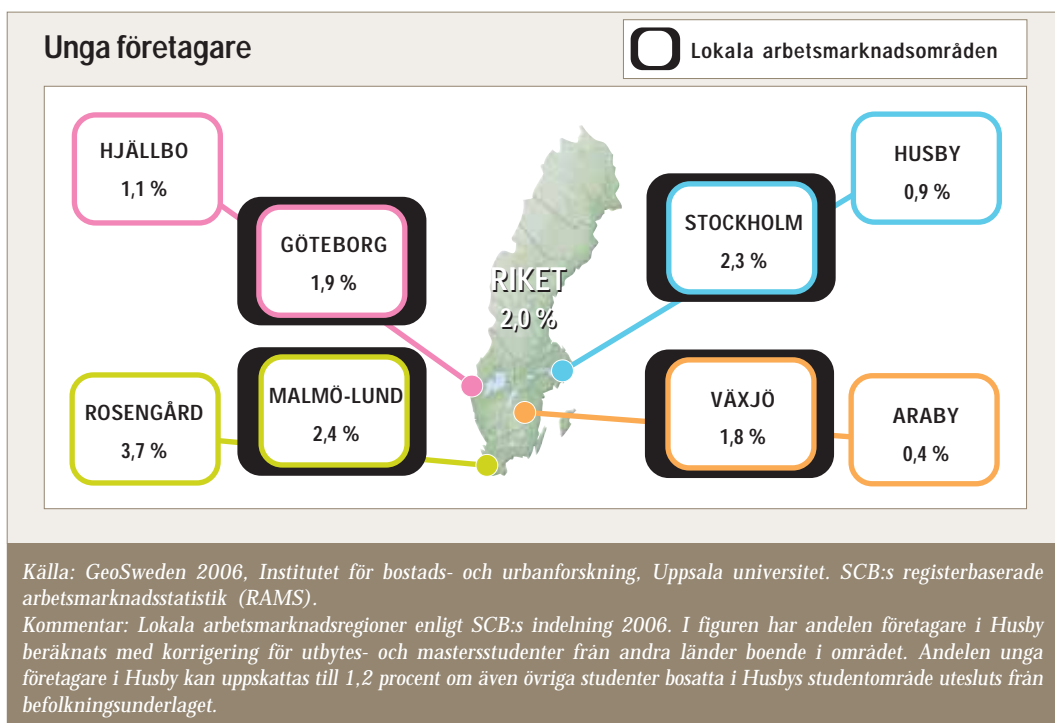 Unga företagare
Lokala arbetsmarknadsområden
HJÄLLBO
1,1 %
GÖTEBORG
1,9 %
RIKET
2,0 %
STOCKHOLM
2,3 %
HUSBY
0,9 %
ROSENGÅRD
3,7 %
MALMÖ-LUND
2,4 %
VÄXJÖ
1,8 %
ARABY
0,4 %
Källa: GeoSweden 2006, Institutet för bostads- och urbanforskning, Uppsala universitet. SCB:s registerbaserade
arbetsmarknadsstatistik (RAMS).
Kommentar: Lokala arbetsmarknadsregioner enligt SCB:s indelning 2006. I figuren har andelen företagare i Husby
beräknats med korrigering för utbytes- och mastersstudenter från andra länder boende i området. Andelen unga
företagare i Husby kan uppskattas till 1,2 procent om även övriga studenter bosatta i Husbys studentområde utesluts från
befolkningsunderlaget.